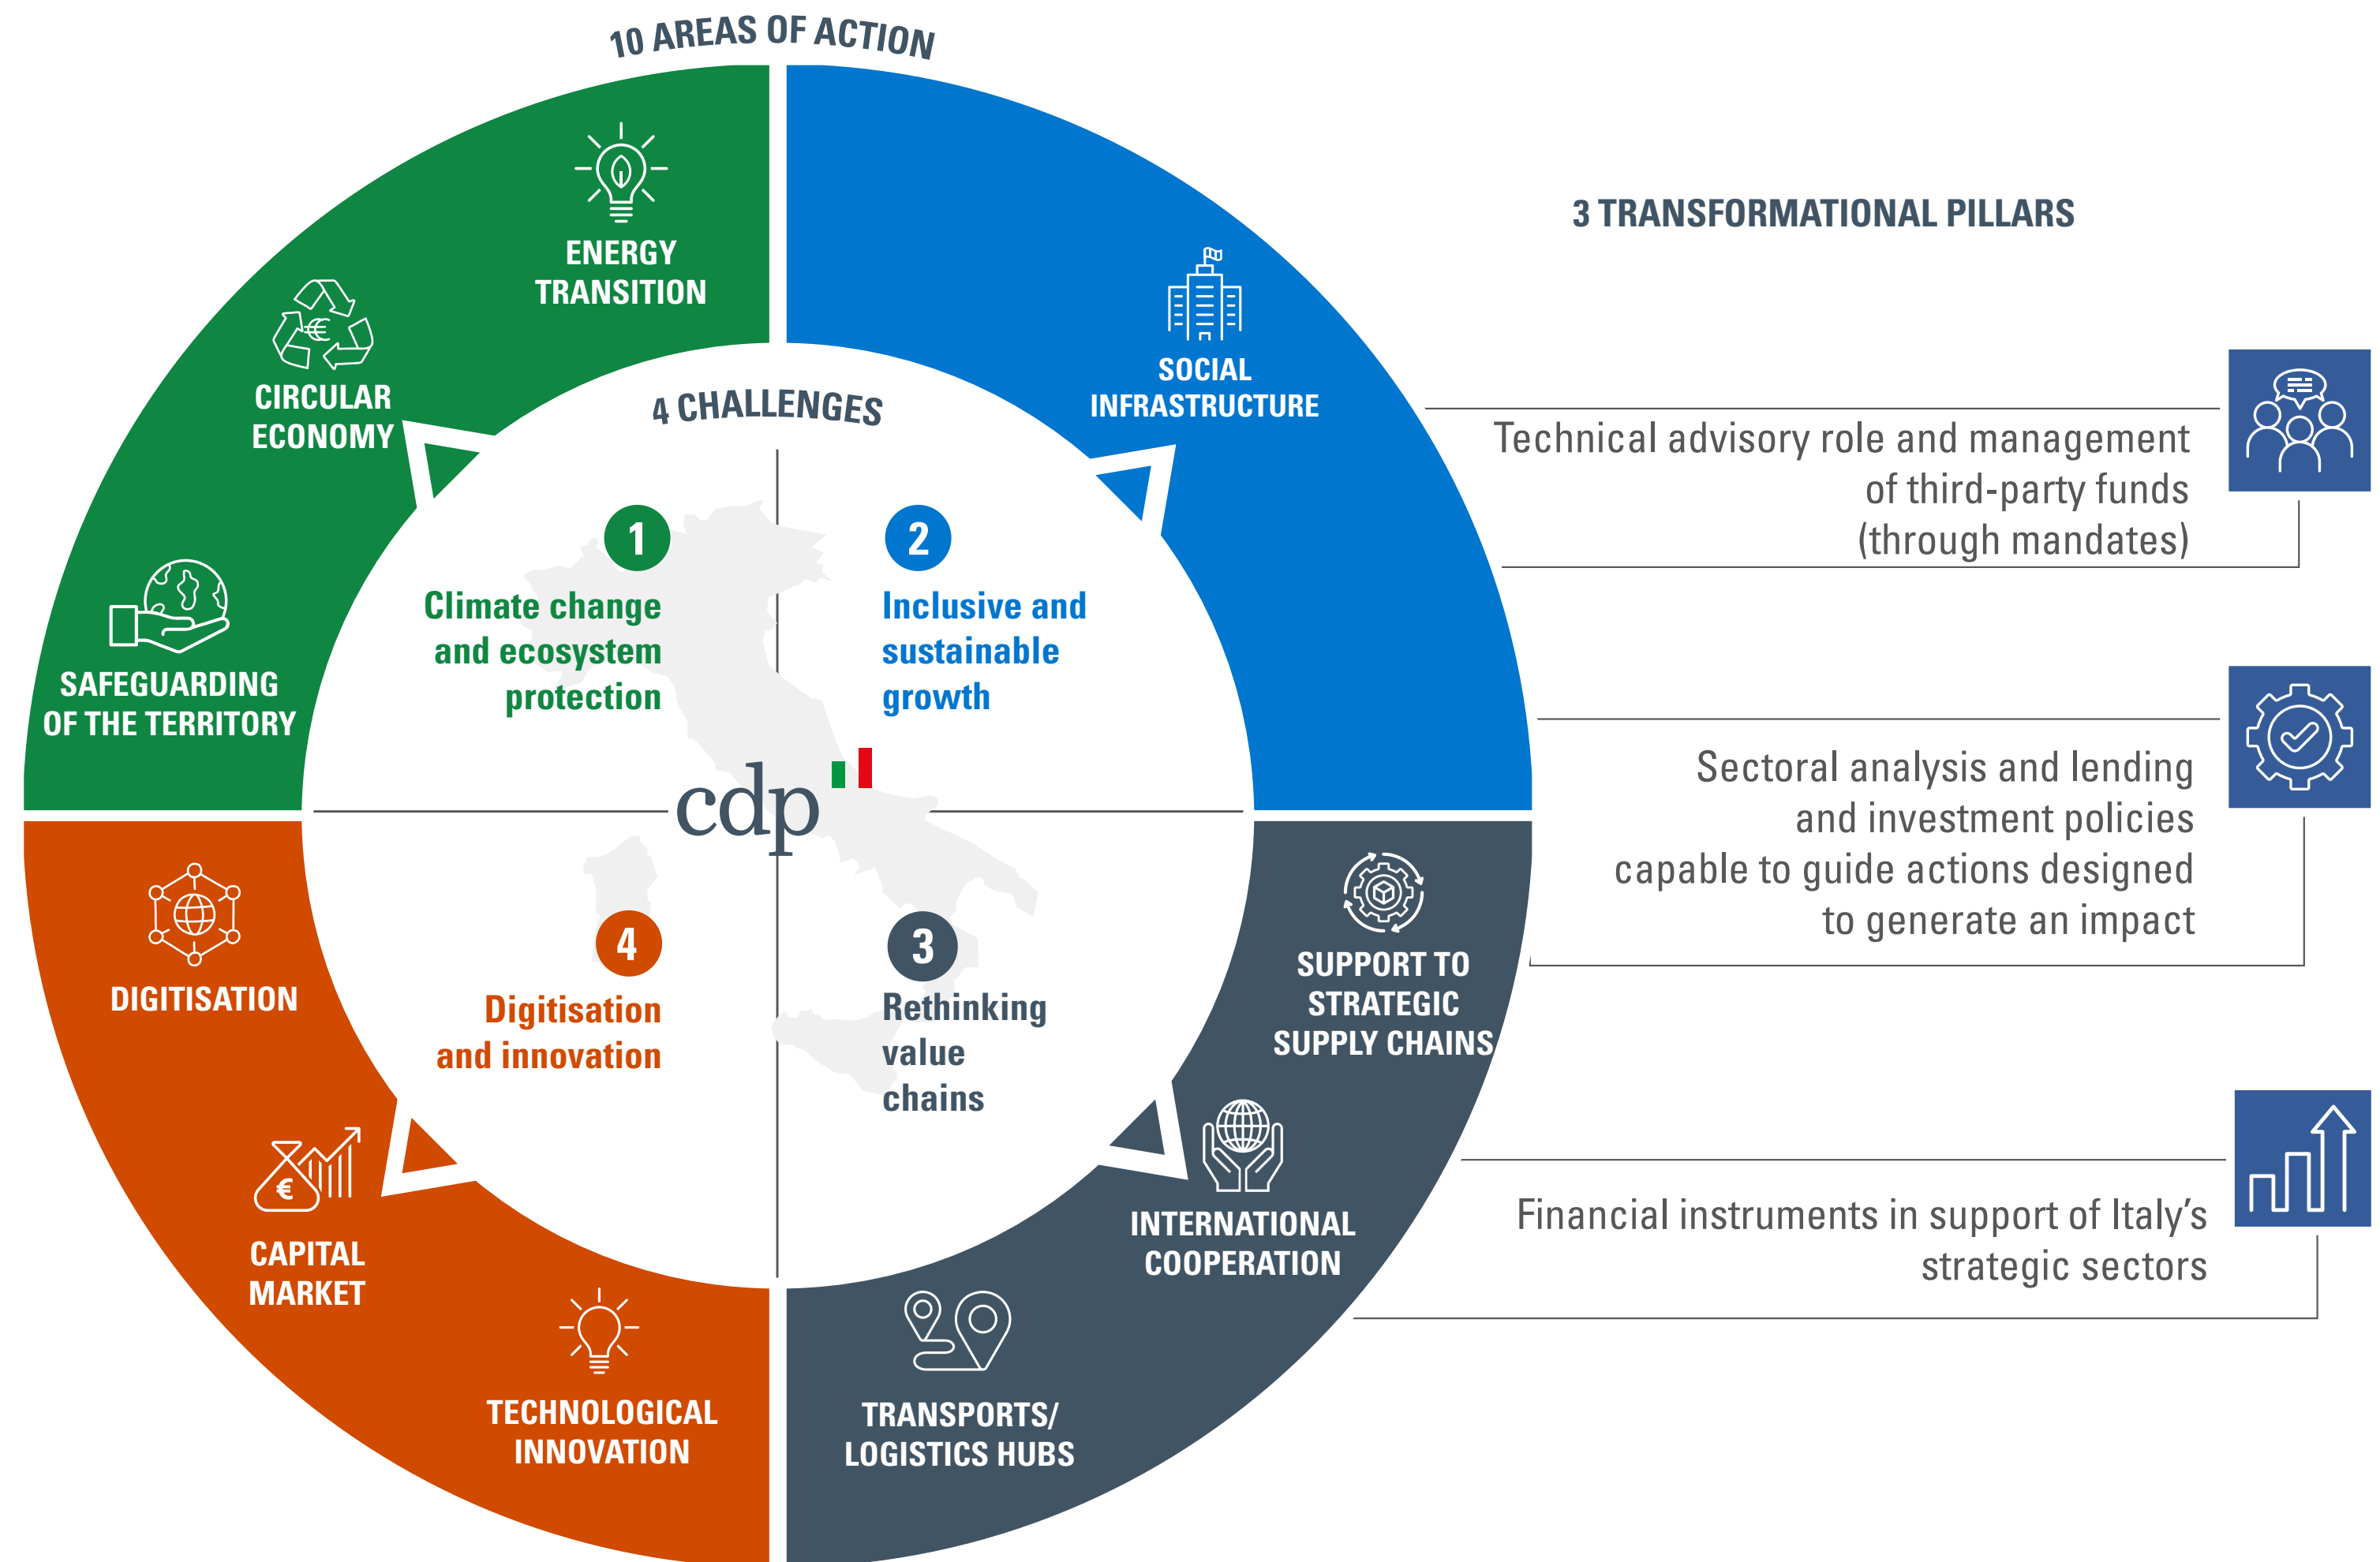 10 AREAS OF ACTION
ENERGY
TRANSITION
CIRCULAR
ECONOMY
SAFEGUARDING
OF THE TERRITORY
SOCIAL
INFRASTRUCTURE
4 CHALLENGES
1
Climate change
and ecosystem
protection
2
Inclusive and
sustainable
growth
cdp
4
Digitisation
and innovation
3
Rethinking
value
chains
DIGITISATION
€
CAPITAL
MARKET
TECHNOLOGICAL
INNOVATION
SUPPORT TO
STRATEGIC
SUPPLY CHAINS
INTERNATIONAL
COOPERATION
TRANSPORTS/
LOGISTICS HUBS
€
3 TRANSFORMATIONAL PILLARS
Technical advisory role and management
of third-party funds
(through mandates)
Sectoral analysis and lending
and investment policies
capable to guide actions designed
to generate an impact
Financial instruments in support of Italy’s
strategic sectors